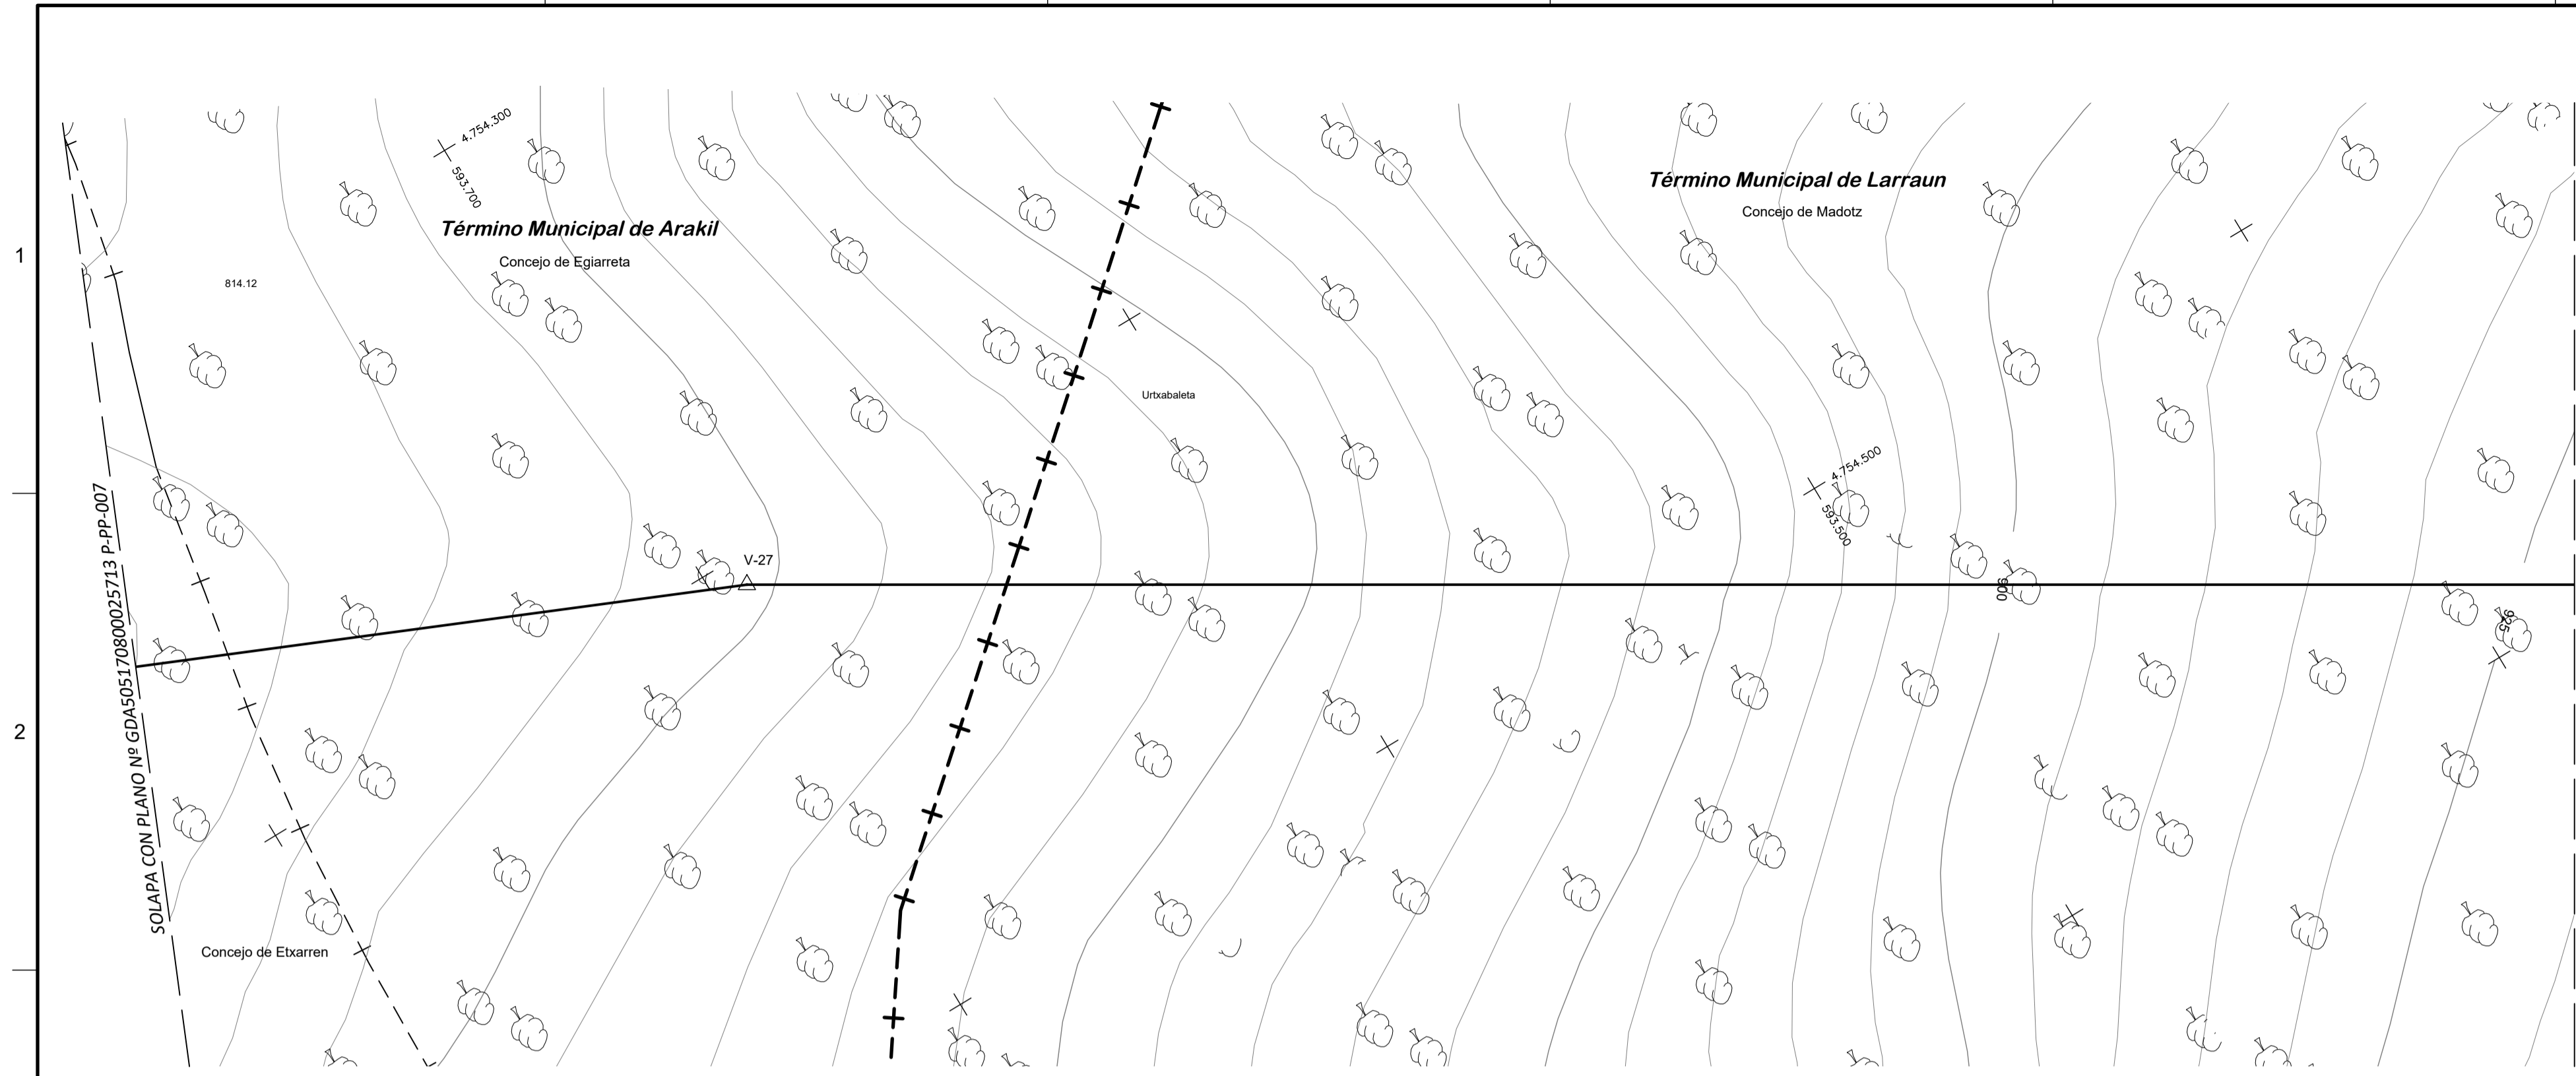 4.754.300
593.700
Término Municipal de Arakil
Concejo de Egiarreta
Término Municipal de Larraun
Concejo de Madotz
1
814.12
Urtxabaleta
4.754.500
593.500
SOLAPA CON PLANO Nº GDA505170800025713 P-PP-007
V-27
900
925
2
Concejo de Etxarren